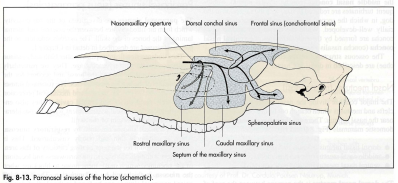 Nasomaxillary aperture
Dorsal conchal sinus
Frontal sinus (conchofrontal sinus)
Sphenopalatine sinus
Rostral maxillary sinus
Caudal maxillary sinus
Septum of the maxillary sinus
Fig. 8-13. Paranasal sinuses of the horse (schematic).